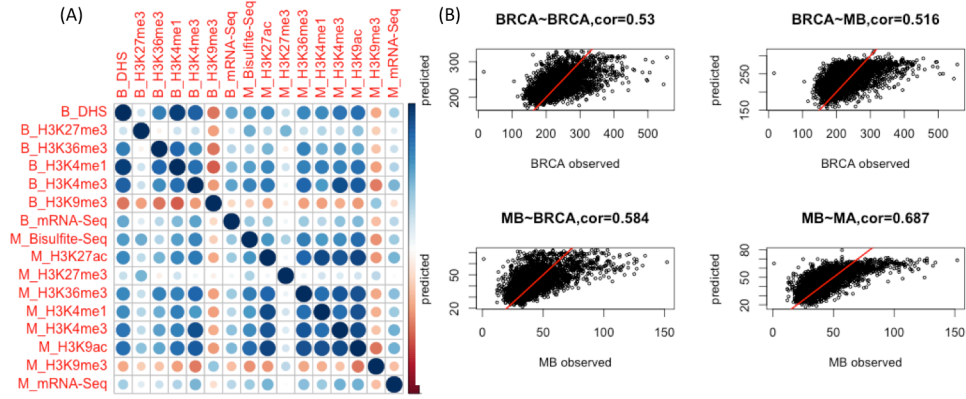 (A)
B_DHS
B_H3K27me3
B_H3K36me3
B_H3K4me1
B_H3K4me3
B_H3K9me3
B_mRNA-Seq
M_Bisulfite-Seq
M_H3K27ac
M_H3K27me3
M_H3K36me3
M_H3K4me1
M_H3K4me3
M_H3K9ac
M_H3K9me3
M_mRNA-Seq
B_DHS
B_H3K27me3
B_H3K36me3
B_H3K4me1
B_H3K4me3
B_H3K9me3
B_mRNA-Seq
M_Bisulfite-Seq
M_H3K27ac
M_H3K27me3
M_H3K36me3
M_H3K4me1
M_H3K4me3
M_H3K9ac
M_H3K9me3
M_mRNA-Seq
(B)
BRCA~BRCA,cor=0.53
predicted
200
300
0 100 200 300 400 500
BRCA observed
BRCA~MB,cor=0.516
predicted
150
250
0 100 200 300 400 500
BRCA observed
MB~BRCA,cor=0.584
predicted
20
50
0 50 100 150
MB observed
MB~MA,cor=0.687
predicted
20
50
80
0 50 100 150
MB observed